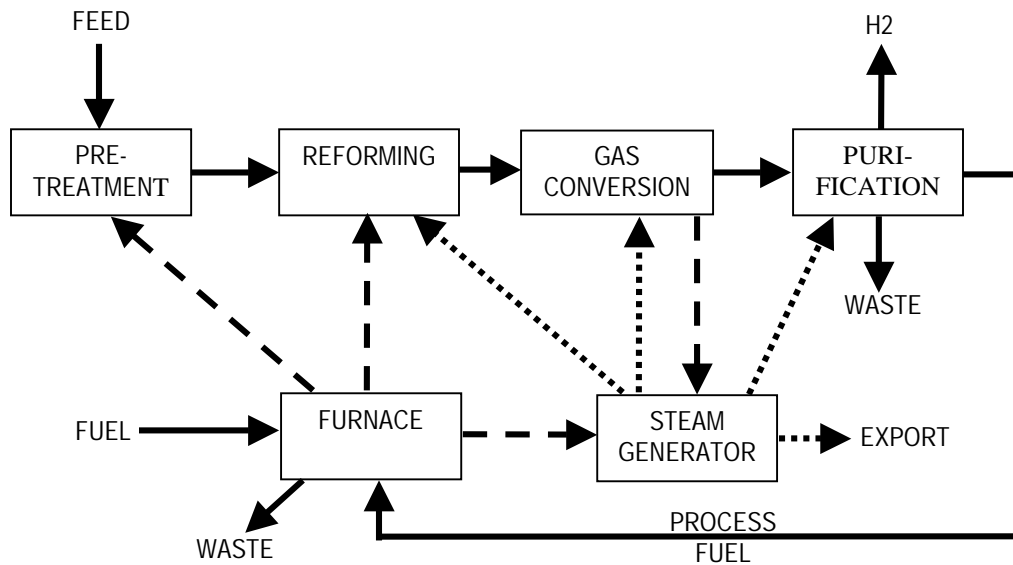 FEED
H2
PRE-
TREATMENT
REFORMING
GAS
CONVERSION
PURI-
FICATION
WASTE
FUEL
FURNACE
STEAM
GENERATOR
EXPORT
WASTE
PROCESS
FUEL